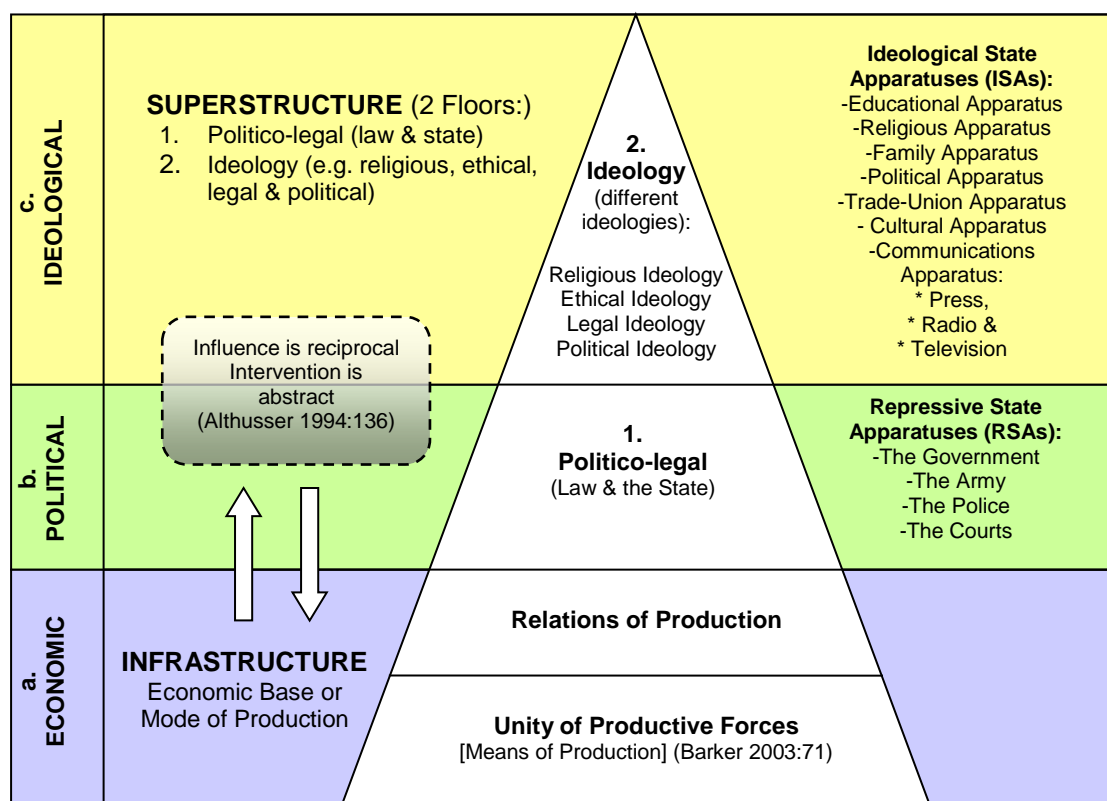 c.
IDEOLOGICAL
SUPERSTRUCTURE (2 Floors:)
1. Politico-legal (law & state)
2. Ideology (e.g. religious, ethical,
legal & political)
2.
Ideology
(different
ideologies):
Religious Ideology
Ethical Ideology
Legal Ideology
Political Ideology
Ideological State
Apparatuses (ISAs):
-Educational Apparatus
-Religious Apparatus
-Family Apparatus
-Political Apparatus
-Trade-Union Apparatus
- Cultural Apparatus
-Communications
Apparatus:
* Press,
* Radio &
* Television
Influence is reciprocal
Intervention is
abstract
(Althusser 1994:136)
b.
POLITICAL
1.
Politico-legal
(Law & the State)
Repressive State
Apparatuses (RSAs):
-The Government
-The Army
-The Police
-The Courts
a.
ECONOMIC
INFRASTRUCTURE
Economic Base or
Mode of Production
Relations of Production
Unity of Productive Forces
[Means of Production] (Barker 2003:71)